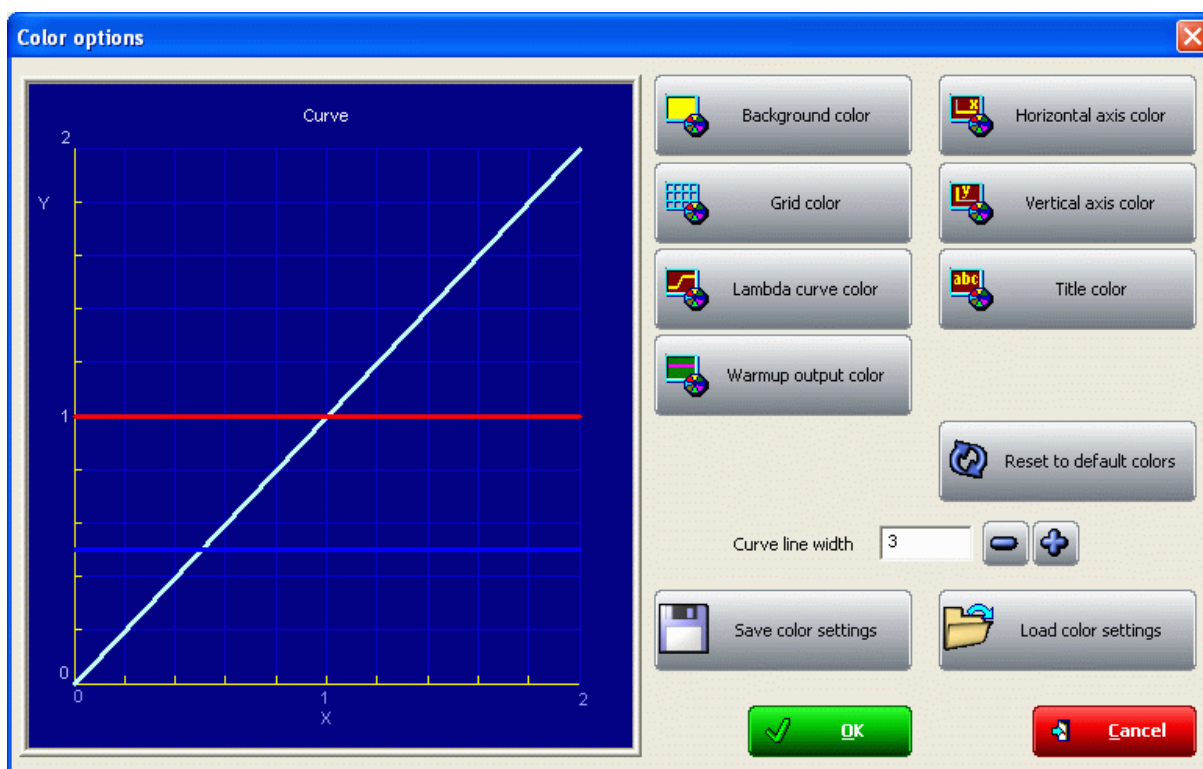 Color options
Curve
2
Y
1
0
0
1
2
X
Background color
Horizontal axis color
x
Grid color
Vertical axis color
y
Lambda curve color
Title color
abc
Warmup output color
Reset to default colors
Curve line width
3
Save color settings
Load color settings
OK
Cancel